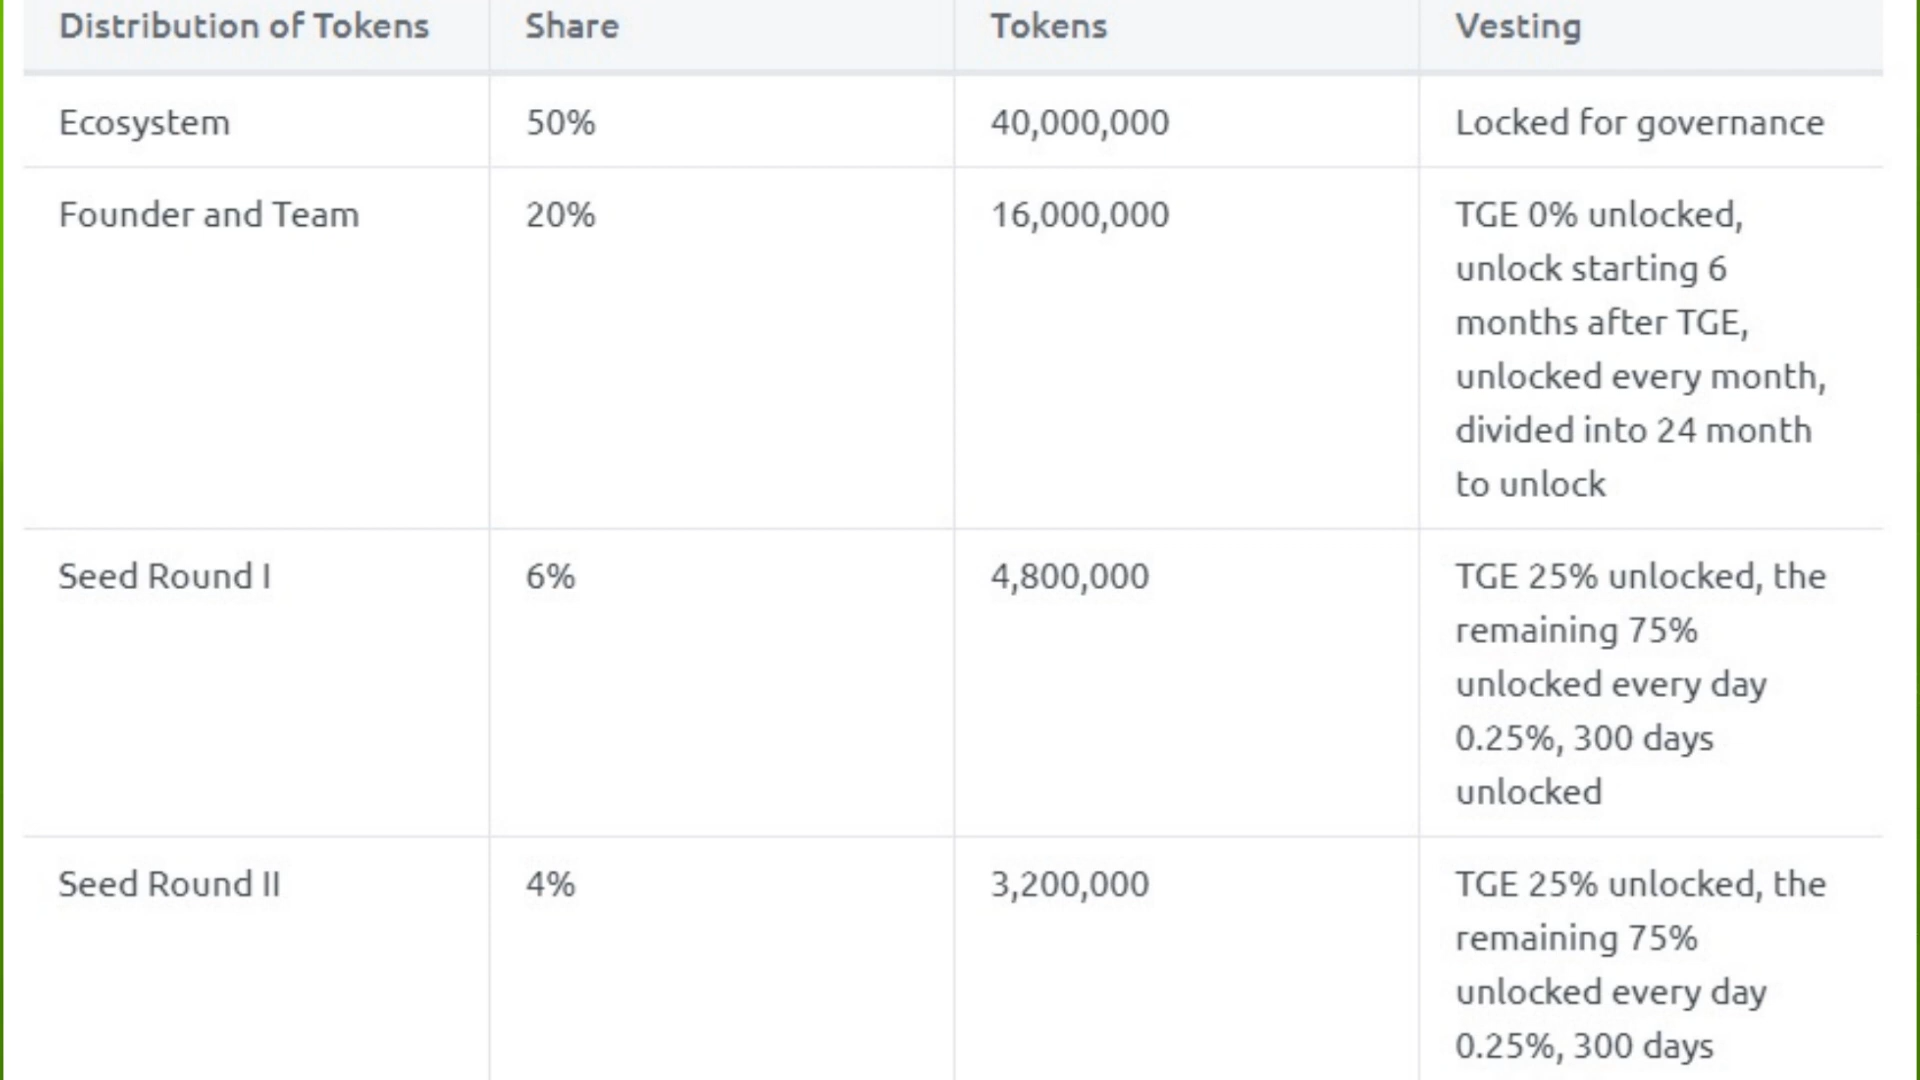 Distribution of Tokens Share Tokens Vesting
Ecosystem 50% 40,000,000 Locked for governance
Founder and Team 20% 16,000,000 TGE 0% unlocked,
unlock starting 6
months after TGE,
unlocked every month,
divided into 24 month
to unlock
Seed Round I 6% 4,800,000 TGE 25% unlocked, the
remaining 75%
unlocked every day
0.25%, 300 days
unlocked
Seed Round II 4% 3,200,000 TGE 25% unlocked, the
remaining 75%
unlocked every day
0.25%, 300 days